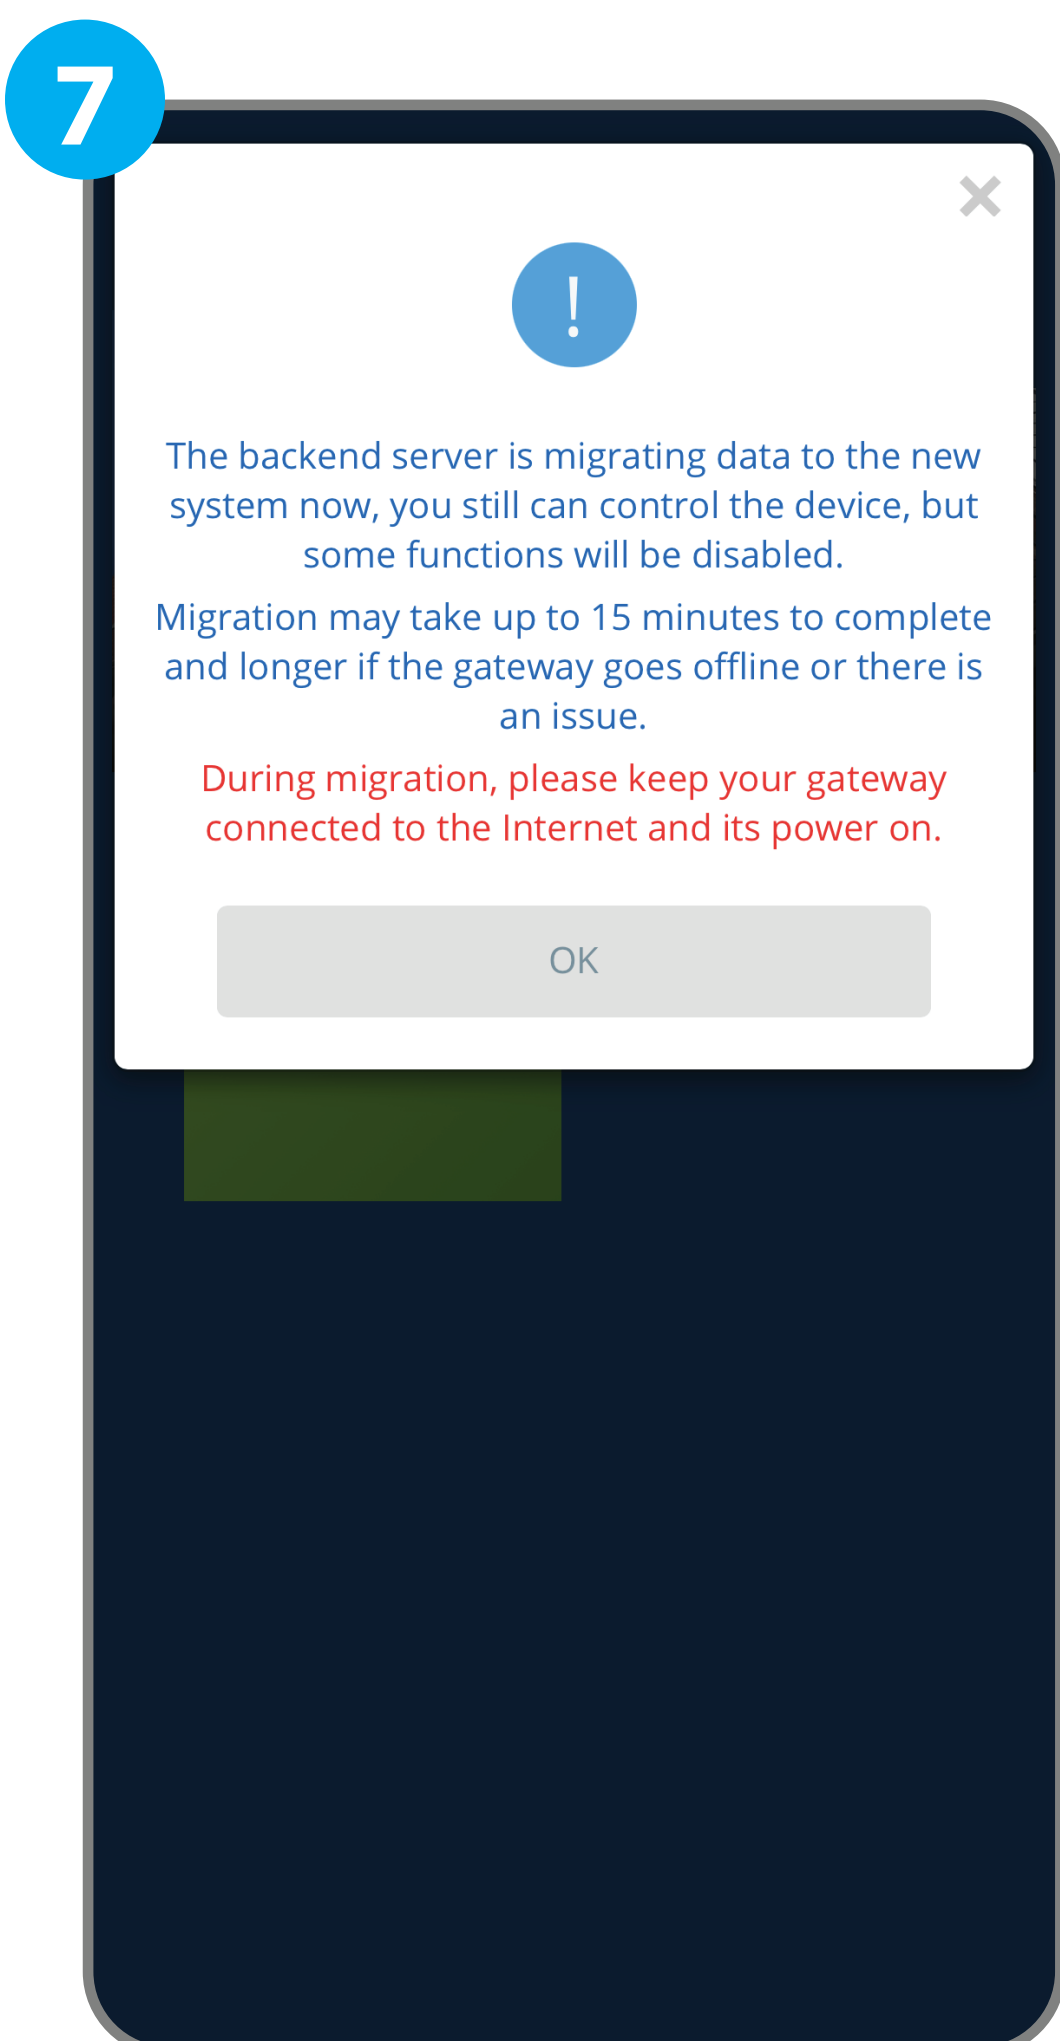 7
!
The backend server is migrating data to the new
system now, you still can control the device, but
some functions will be disabled.
Migration may take up to 15 minutes to complete
and longer if the gateway goes offline or there is
an issue.
During migration, please keep your gateway
connected to the Internet and its power on.
OK